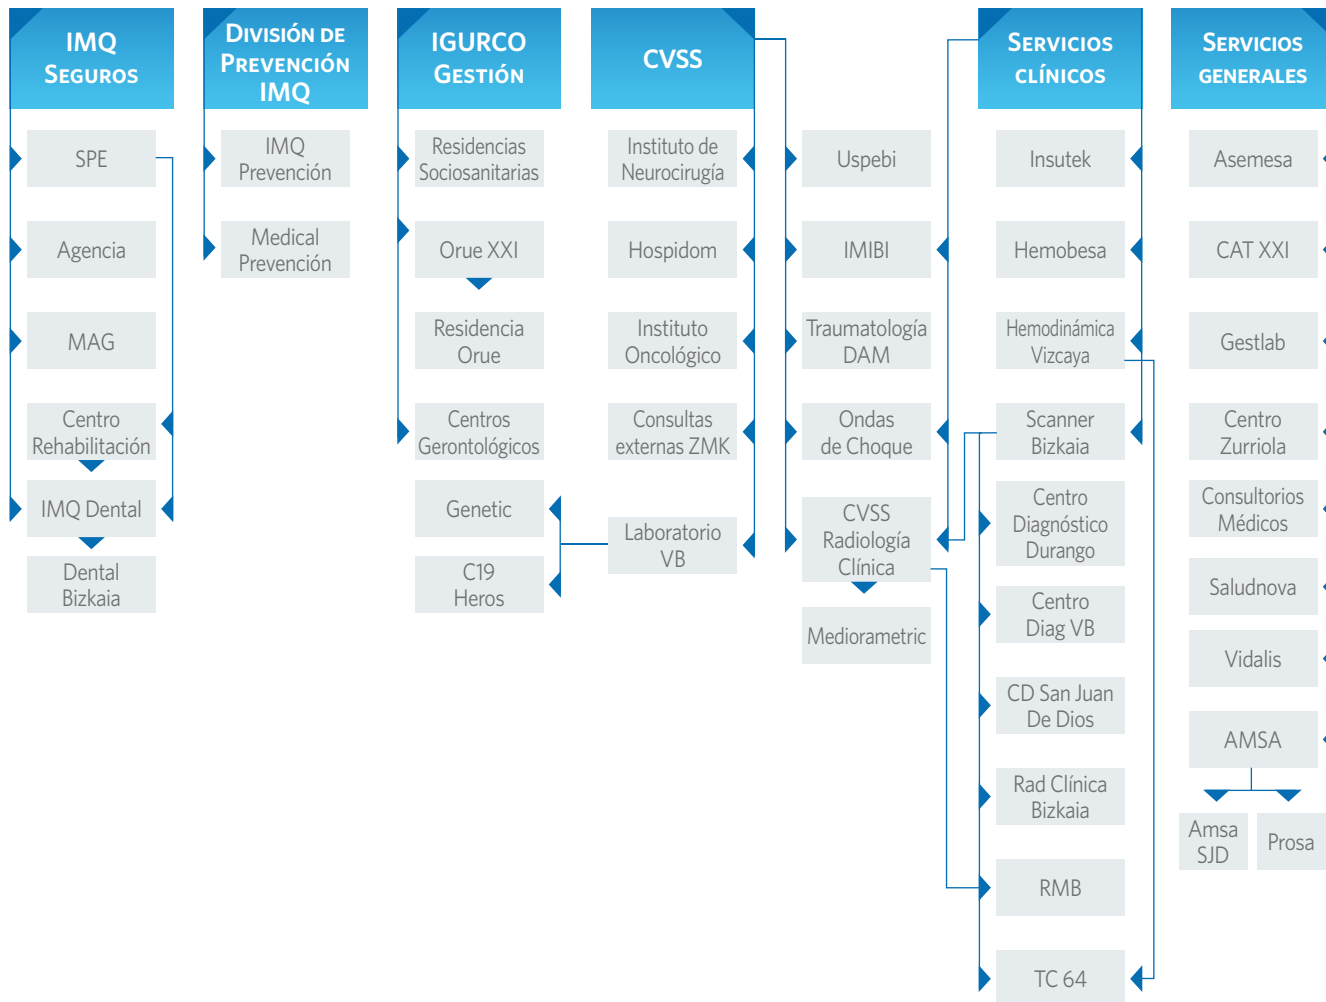 IMQ
SEGUROS
DIVISIÓN DE
PREVENCIÓN
IMQ
IGURCO
GESTIÓN
CVSS
SERVICIOS
CLÍNICOS
SERVICIOS
GENERALES
SPE
Agencia
MAG
Centro
Rehabilitación
IMQ Dental
Dental
Bizkaia
IMQ
Prevención
Medical
Prevención
Residencias
Sociosanitarias
Orue XXI
Residencia
Orue
Centros
Gerontológicos
Genetic
C19
Heros
Instituto de
Neurocirugía
Hospidom
Instituto
Oncológico
Consultas
externas ZMK
Laboratorio
VB
Uspebi
IMIBI
Traumatología
DAM
Ondas
de Choque
CVSS
Radiología
Clínica
Mediorametric
Insutek
Hemobesa
Hemodinámica
Vizcaya
Scanner
Bizkaia
Centro
Diagnóstico
Durango
Centro
Diag VB
CD San Juan
De Dios
Rad Clínica
Bizkaia
RMB
TC 64
Asemesa
CAT XXI
Gestlab
Centro
Zurriola
Consultorios
Médicos
Saludnova
Vidalis
AMSA
Amsa
SJD
Prosa